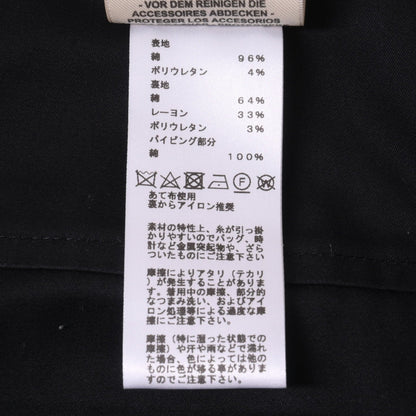 - VOR DEM REINIGEN DIE
ACCESSOIRES ABDECKEN -
PROTEGER LOS ACCESORIOS
表地
綿 96%
ポリウレタン 4%
裏地
綿 64%
レーヨン 33%
ポリウレタン 3%
パイピング部分
綿 100%
F W
あて布使用
裏からアイロン推奨
素材の特性上、糸が引っ掛
かりやすいのでバッグ、時
計など金属突起物や、ざら
ついたものにご注意下さい
摩擦によりアタリ（テカリ
）が発生することがありま
す。着用中の摩擦、部分的
なつまみ洗い、およびアイ
ロン処理等による過度な摩
擦にご注意下さい。
摩擦（特に湿った状態での
摩擦）や汗や雨などで濡れ
た場合、色によっては他の
ものに色が移る事がありま
すのでご注意下さい。